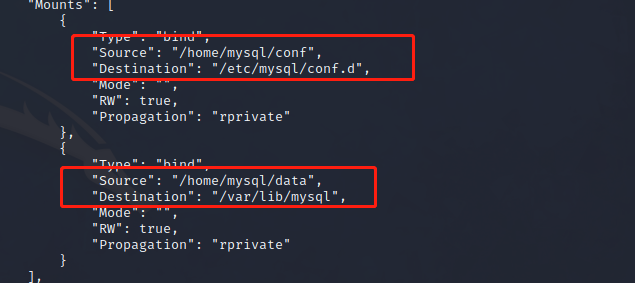 "Mounts": [
{
"Type": "bind",
"Source": "/home/mysql/conf",
"Destination": "/etc/mysql/conf.d",
"Mode": "",
"RW": true,
"Propagation": "rprivate"
},
{
"Type": "bind",
"Source": "/home/mysql/data",
"Destination": "/var/lib/mysql",
"Mode": "",
"RW": true,
"Propagation": "rprivate"
}
],